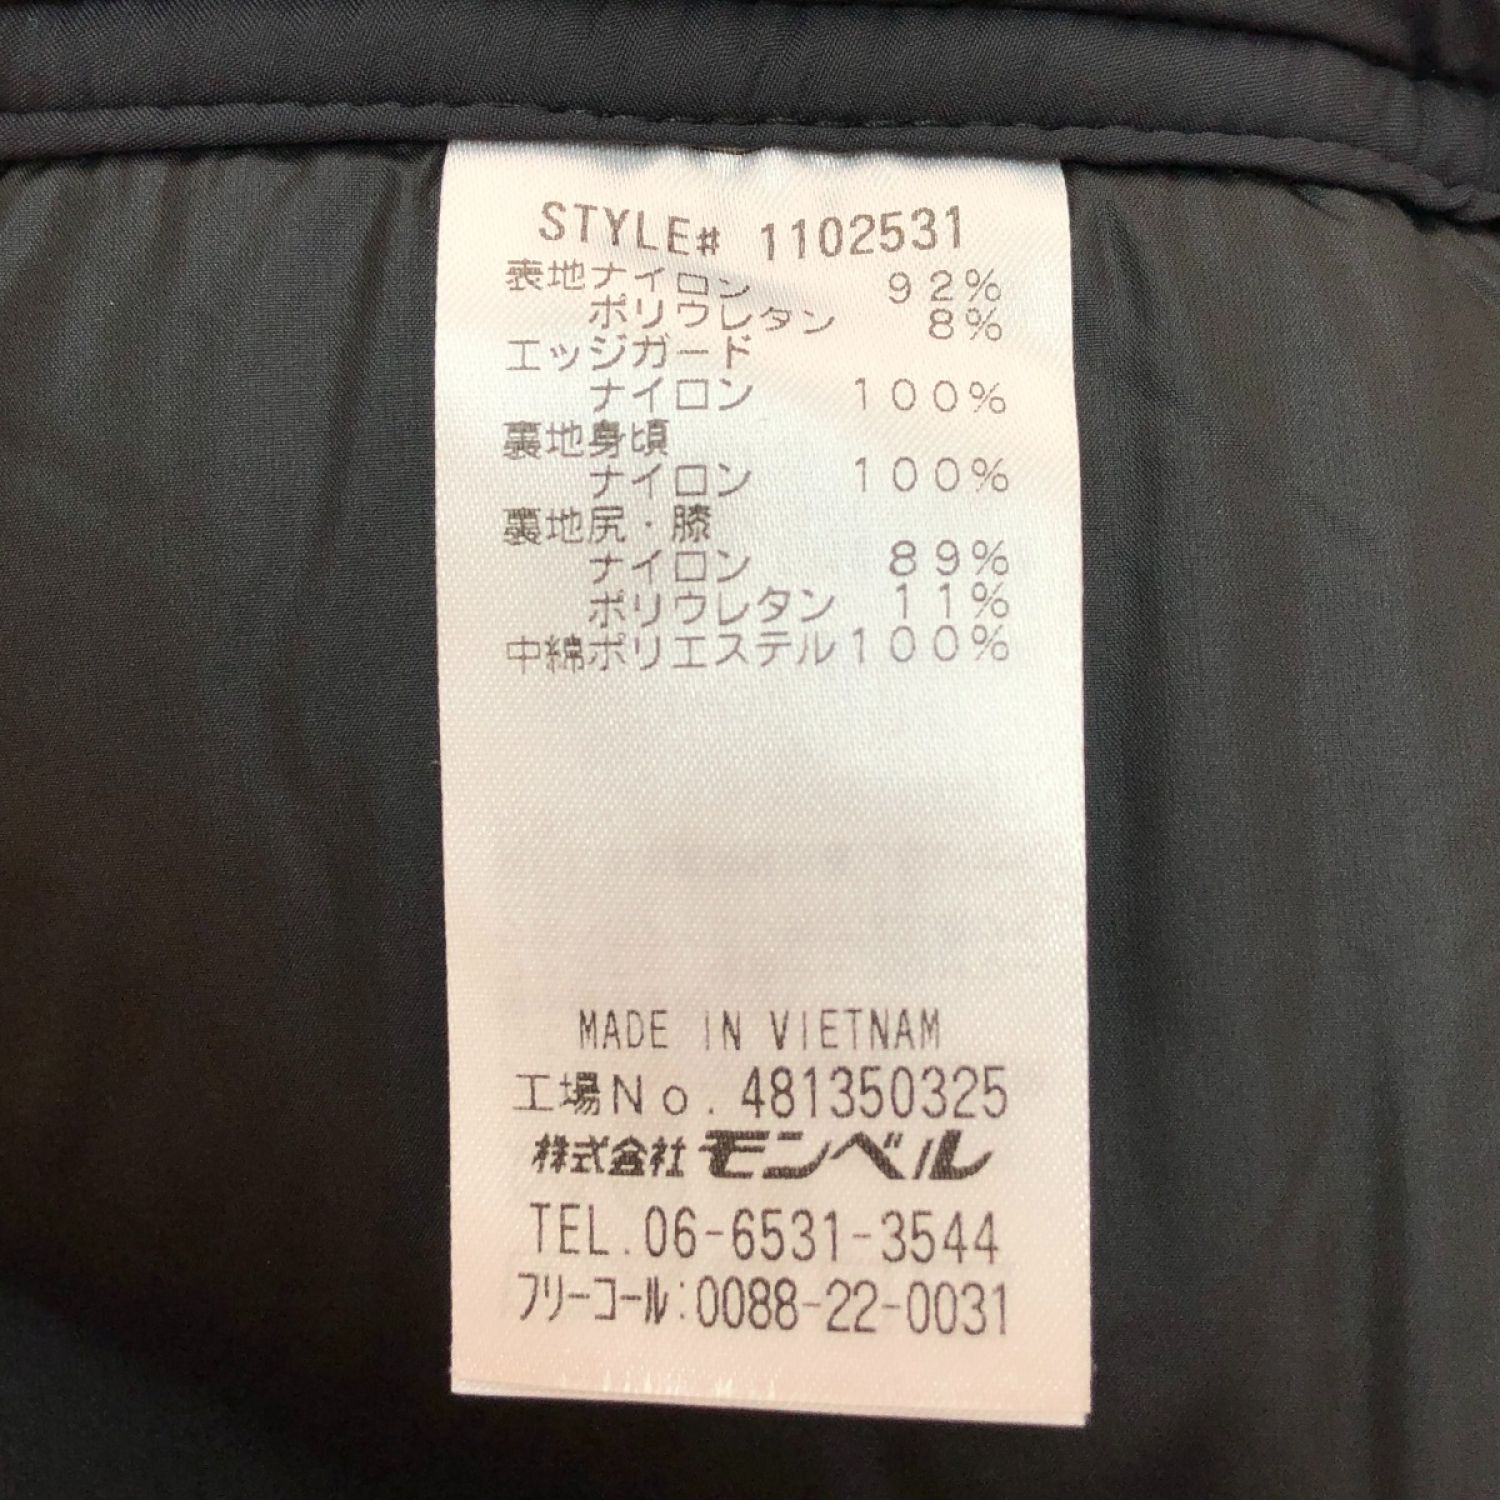 STYLE# 1102531
表地ナイロン 92%
ポリウレタン 8%
エッジガード
ナイロン 100%
裏地身頃
ナイロン 100%
裏地尻・膝
ナイロン 89%
ポリウレタン 11%
中綿ポリエステル100%
MADE IN VIETNAM
工場No. 481350325
株式会社モンベル
TEL. 06-6531-3544
フリーコール:0088-22-0031